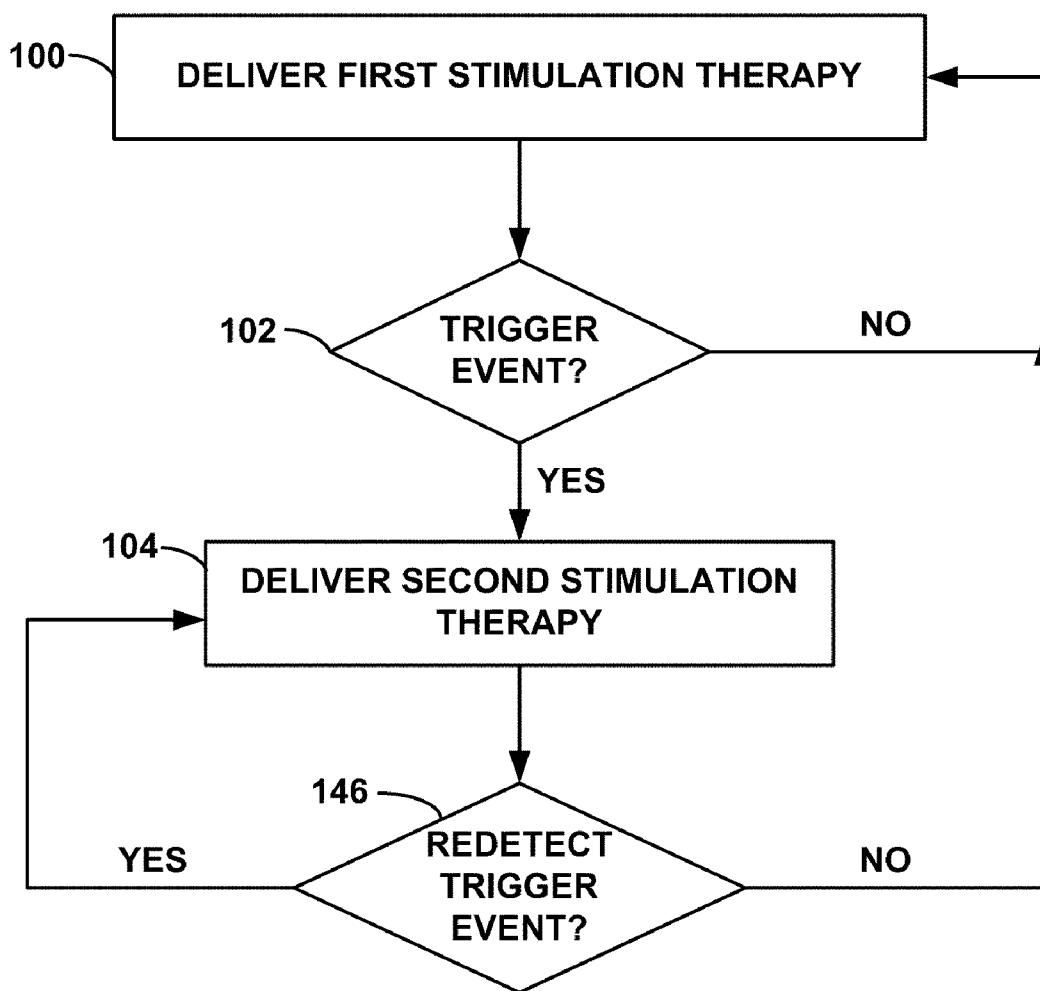 100
DELIVER FIRST STIMULATION THERAPY
102
TRIGGER
EVENT?
NO
YES
104
DELIVER SECOND STIMULATION
THERAPY
146
REDETECT
TRIGGER
EVENT?
YES
NO